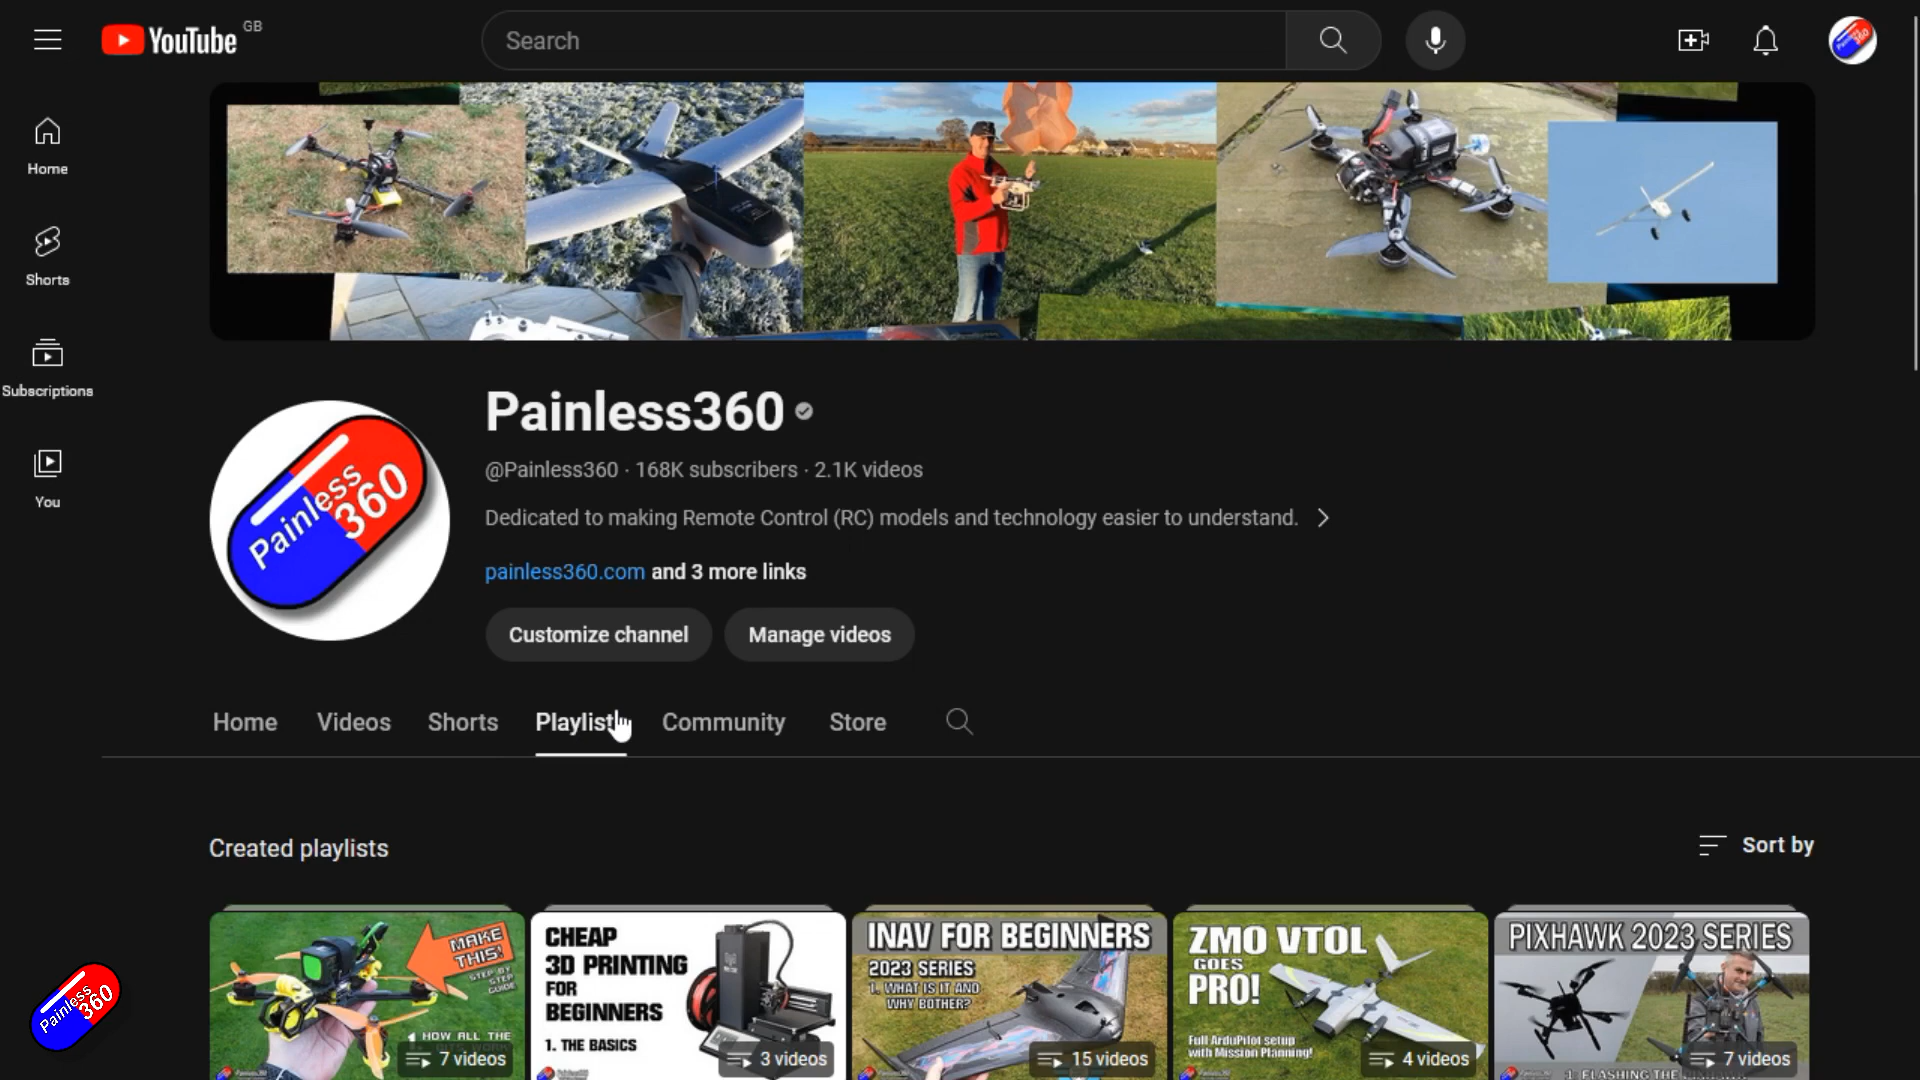 YouTube GB
Search
Home
Shorts
Subscriptions
You
Painless360
Painless
360
@Painless360 · 168K subscribers · 2.1K videos
Dedicated to making Remote Control (RC) models and technology easier to understand.
painless360.com and 3 more links
Customize channel
Manage videos
Home
Videos
Shorts
Playlists
Community
Store
Created playlists
Sort by
MAKE
THIS!
STEP BY
STEP
GUIDE
1. HOW ALL THE
7 videos
CHEAP
3D PRINTING
FOR
BEGINNERS
1. THE BASICS
3 videos
INAV FOR BEGINNERS
2023 SERIES
1. WHAT IS IT AND
WHY BOTHER?
15 videos
ZMO VTOL
GOES
PRO!
Full ArduPilot setup
with Mission Planning!
4 videos
PIXHAWK 2023 SERIES
1. FLASHING THE
7 videos
Painless
360